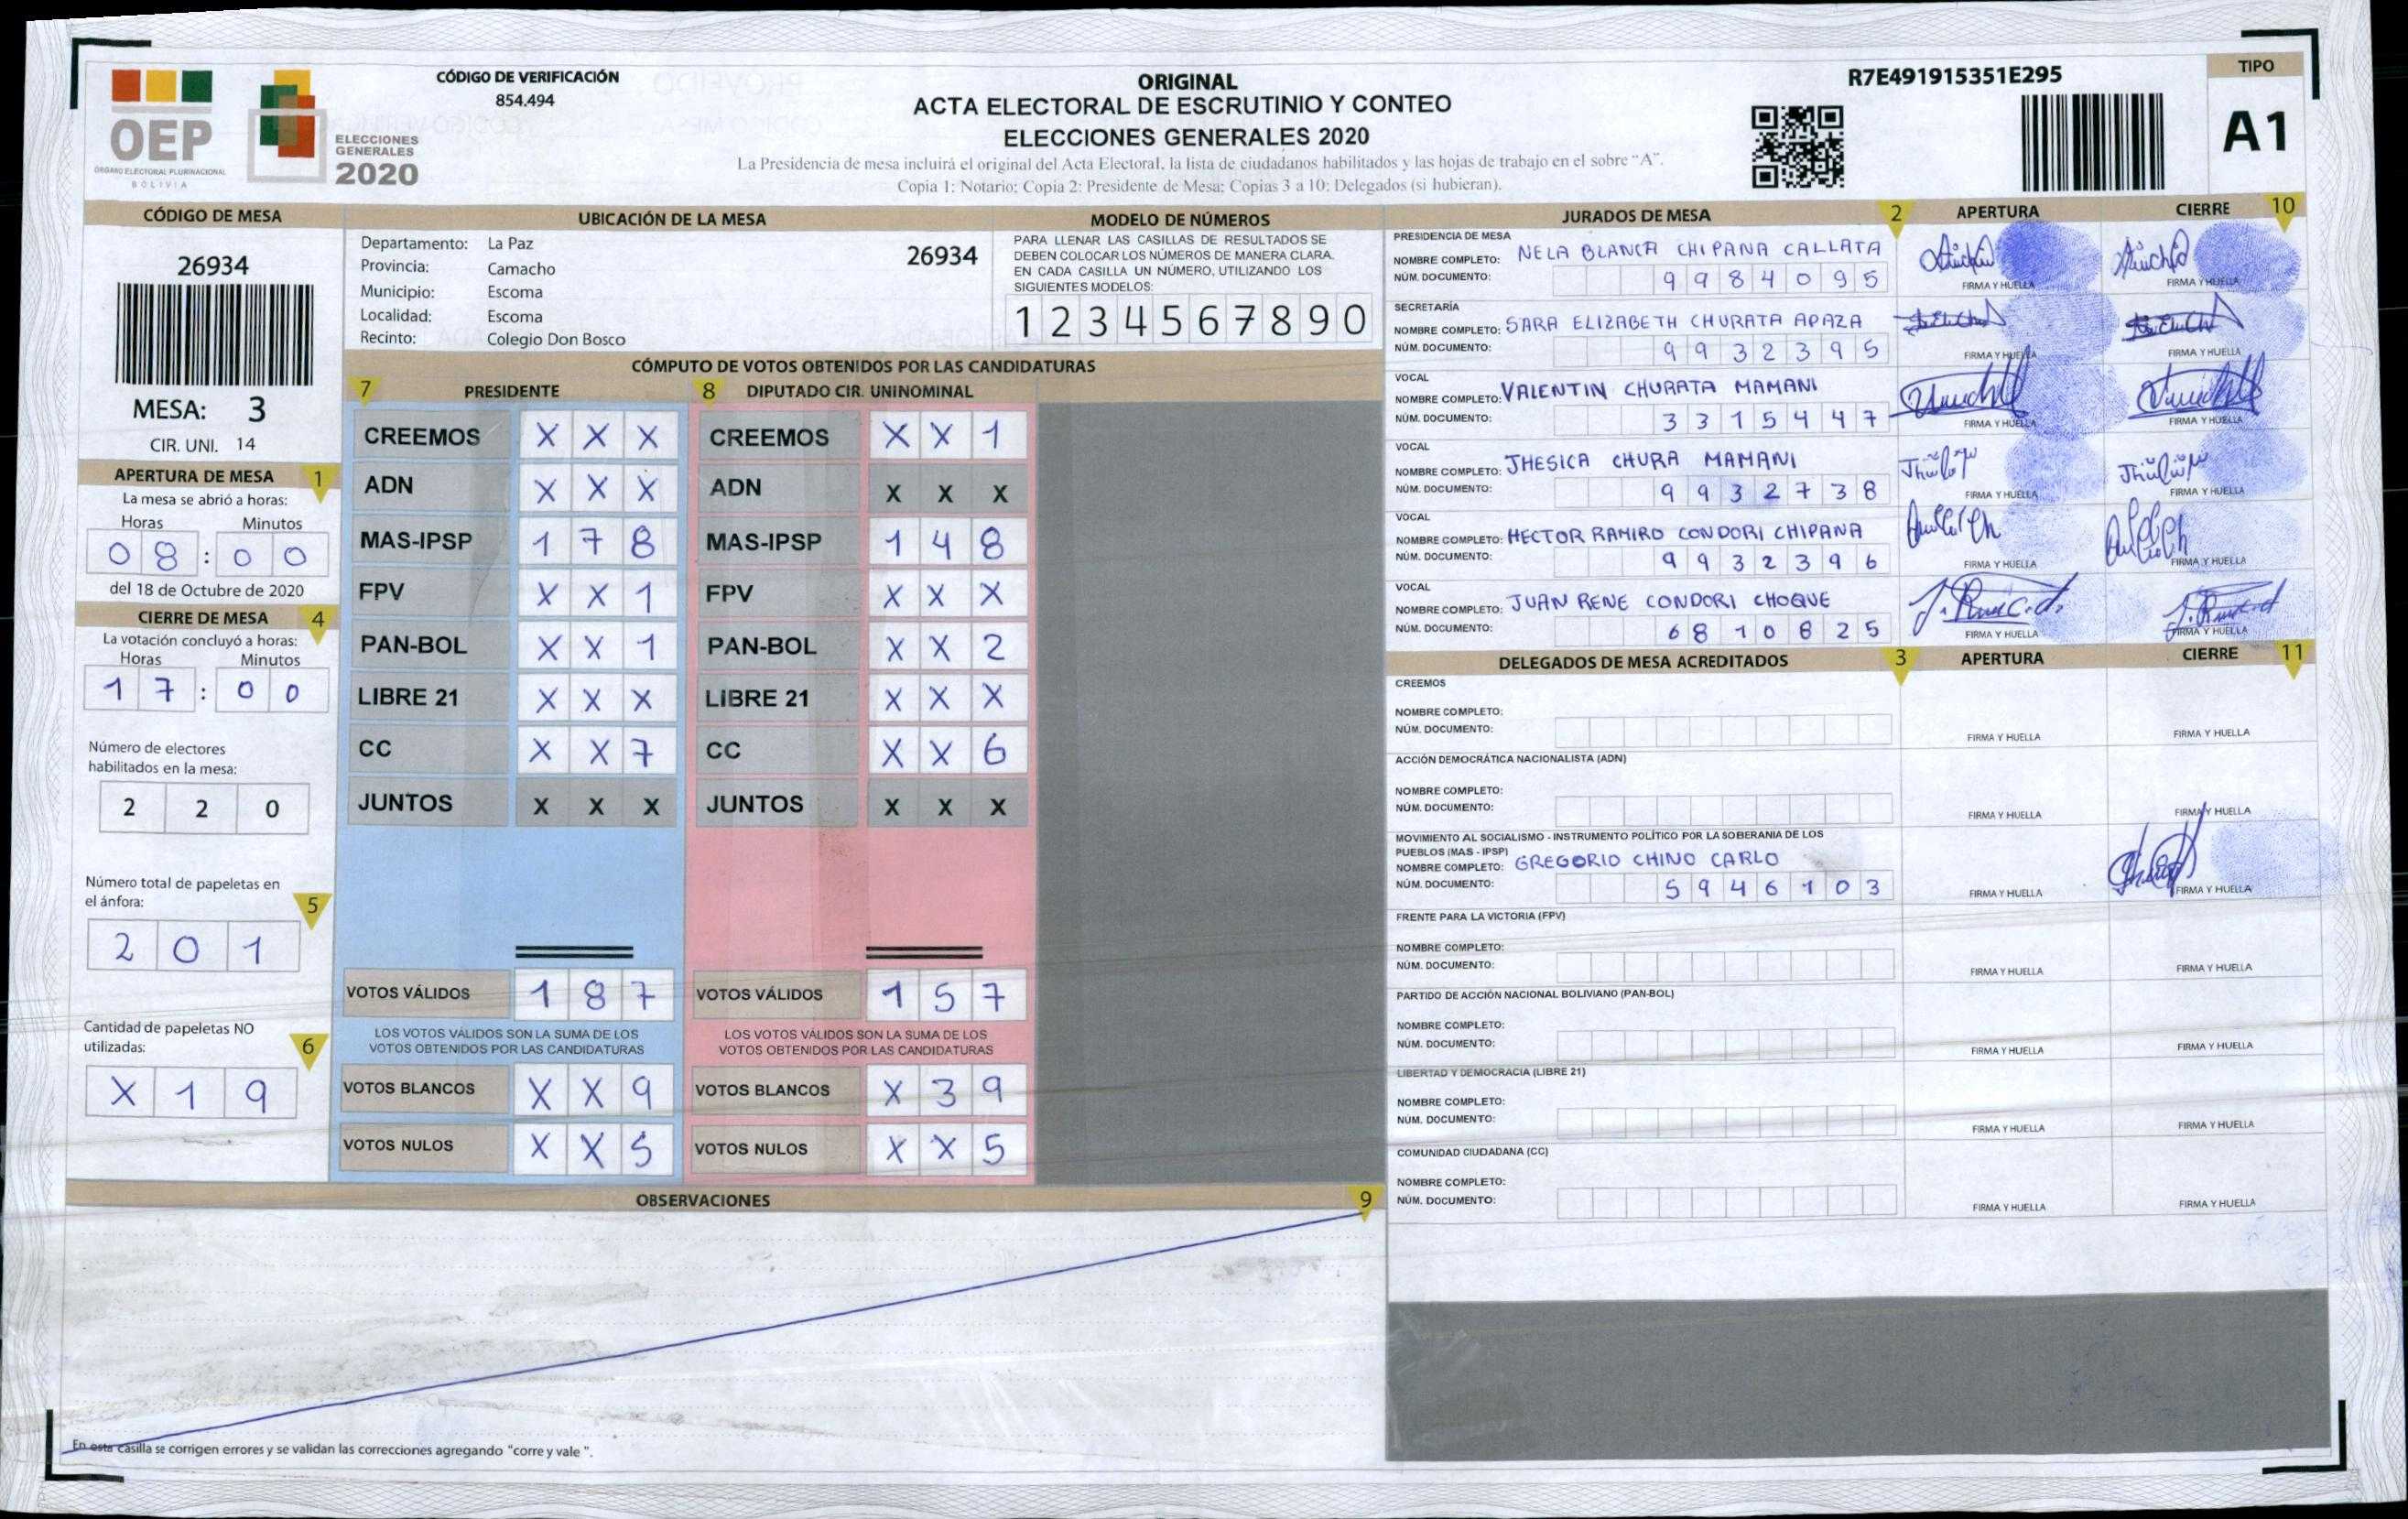 CÓDIGO DE VERIFICACIÓN
854.494
ORIGINAL
ACTA ELECTORAL DE ESCRUTINIO Y CONTEO
ELECCIONES GENERALES 2020
La Presidencia de mesa incluirá el original del Acta Electoral, la lista de ciudadanos habilitados y las hojas de trabajo en el sobre "A".
Copia 1: Notario; Copia 2: Presidente de Mesa; Copias 3 a 10: Delegados (si hubieran).
R7E491915351E295
TIPO
A1
OEP
ÓRGANO ELECTORAL PLURINACIONAL
BOLIVIA
ELECCIONES
GENERALES
2020
CÓDIGO DE MESA
26934
MESA: 3
CIR. UNI. 14
APERTURA DE MESA 1
La mesa se abrió a horas:
Horas Minutos
0 8 : 0 0
del 18 de Octubre de 2020
CIERRE DE MESA 4
La votación concluyó a horas:
Horas Minutos
1 7 : 0 0
Número de electores
habilitados en la mesa:
2 2 0
Número total de papeletas en
el ánfora: 5
2 0 1
Cantidad de papeletas NO
utilizadas: 6
X 1 9
UBICACIÓN DE LA MESA
Departamento: La Paz 26934
Provincia: Camacho
Municipio: Escoma
Localidad: Escoma
Recinto: Colegio Don Bosco
MODELO DE NÚMEROS
PARA LLENAR LAS CASILLAS DE RESULTADOS SE
DEBEN COLOCAR LOS NÚMEROS DE MANERA CLARA.
EN CADA CASILLA UN NÚMERO, UTILIZANDO LOS
SIGUIENTES MODELOS:
1 2 3 4 5 6 7 8 9 0
CÓMPUTO DE VOTOS OBTENIDOS POR LAS CANDIDATURAS
7 PRESIDENTE 8 DIPUTADO CIR. UNINOMINAL
CREEMOS X X X CREEMOS X X 1
ADN X X X ADN X X X
MAS-IPSP 1 7 8 MAS-IPSP 1 4 8
FPV X X 1 FPV X X X
PAN-BOL X X 1 PAN-BOL X X 2
LIBRE 21 X X X LIBRE 21 X X X
CC X X 7 CC X X 6
JUNTOS X X X JUNTOS X X X
VOTOS VÁLIDOS 1 8 7 VOTOS VÁLIDOS 1 5 7
LOS VOTOS VÁLIDOS SON LA SUMA DE LOS LOS VOTOS VÁLIDOS SON LA SUMA DE LOS
VOTOS OBTENIDOS POR LAS CANDIDATURAS VOTOS OBTENIDOS POR LAS CANDIDATURAS
VOTOS BLANCOS X X 9 VOTOS BLANCOS X 3 9
VOTOS NULOS X X 5 VOTOS NULOS X X 5
OBSERVACIONES 9
En esta casilla se corrigen errores y se validan las correcciones agregando "corre y vale ".
JURADOS DE MESA 2 APERTURA CIERRE 10
PRESIDENCIA DE MESA
NOMBRE COMPLETO: NELA BLANCA CHIPANA CALLATA
NÚM. DOCUMENTO: 9 9 8 4 0 9 5 FIRMA Y HUELLA FIRMA Y HUELLA
SECRETARÍA
NOMBRE COMPLETO: SARA ELIZABETH CHURATA APAZA
NÚM. DOCUMENTO: 9 9 3 2 3 9 5 FIRMA Y HUELLA FIRMA Y HUELLA
VOCAL
NOMBRE COMPLETO: VALENTIN CHURATA MAMANI
NÚM. DOCUMENTO: 3 3 1 5 4 4 7 FIRMA Y HUELLA FIRMA Y HUELLA
VOCAL
NOMBRE COMPLETO: JHESICA CHURA MAMANI
NÚM. DOCUMENTO: 9 9 3 2 7 3 8 FIRMA Y HUELLA FIRMA Y HUELLA
VOCAL
NOMBRE COMPLETO: HECTOR RAMIRO CONDORI CHIPANA
NÚM. DOCUMENTO: 9 9 3 2 3 9 6 FIRMA Y HUELLA FIRMA Y HUELLA
VOCAL
NOMBRE COMPLETO: JUAN RENE CONDORI CHOQUE
NÚM. DOCUMENTO: 6 8 1 0 6 2 5 FIRMA Y HUELLA FIRMA Y HUELLA
DELEGADOS DE MESA ACREDITADOS 3 APERTURA CIERRE 11
CREEMOS
NOMBRE COMPLETO:
NÚM. DOCUMENTO: FIRMA Y HUELLA FIRMA Y HUELLA
ACCIÓN DEMOCRÁTICA NACIONALISTA (ADN)
NOMBRE COMPLETO:
NÚM. DOCUMENTO: FIRMA Y HUELLA FIRMA Y HUELLA
MOVIMIENTO AL SOCIALISMO - INSTRUMENTO POLÍTICO POR LA SOBERANIA DE LOS
PUEBLOS (MAS - IPSP)
NOMBRE COMPLETO: GREGORIO CHINO CARLO
NÚM. DOCUMENTO: 5 9 4 6 1 0 3 FIRMA Y HUELLA FIRMA Y HUELLA
FRENTE PARA LA VICTORIA (FPV)
NOMBRE COMPLETO:
NÚM. DOCUMENTO: FIRMA Y HUELLA FIRMA Y HUELLA
PARTIDO DE ACCIÓN NACIONAL BOLIVIANO (PAN-BOL)
NOMBRE COMPLETO:
NÚM. DOCUMENTO: FIRMA Y HUELLA FIRMA Y HUELLA
LIBERTAD Y DEMOCRACIA (LIBRE 21)
NOMBRE COMPLETO:
NÚM. DOCUMENTO: FIRMA Y HUELLA FIRMA Y HUELLA
COMUNIDAD CIUDADANA (CC)
NOMBRE COMPLETO:
NÚM. DOCUMENTO: FIRMA Y HUELLA FIRMA Y HUELLA